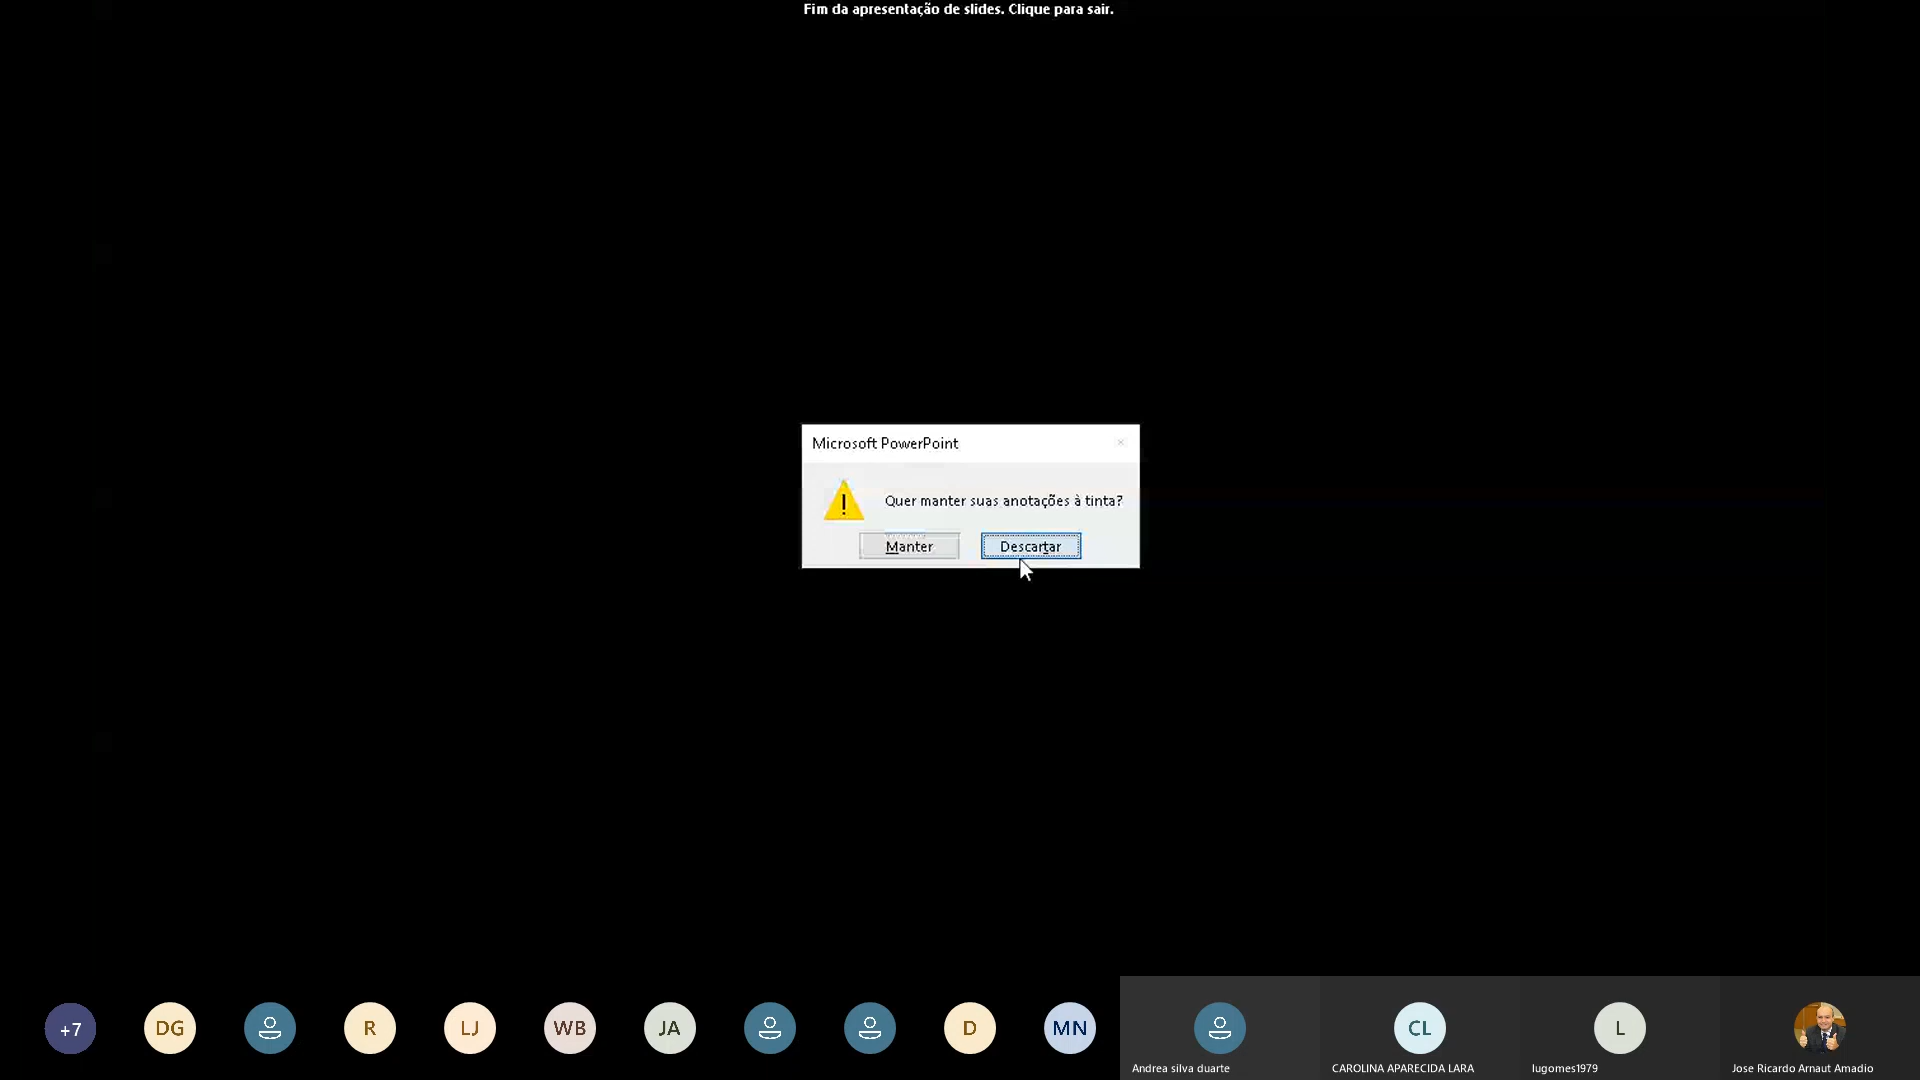 Fim da apresentação de slides. Clique para sair.
Microsoft PowerPoint
Quer manter suas anotações à tinta?
Manter
Descartar
+7
DG
R
LJ
WB
JA
D
MN
CL
L
Andrea silva duarte
CAROLINA APARECIDA LARA
lugomes1979
Jose Ricardo Arnaut Amadio